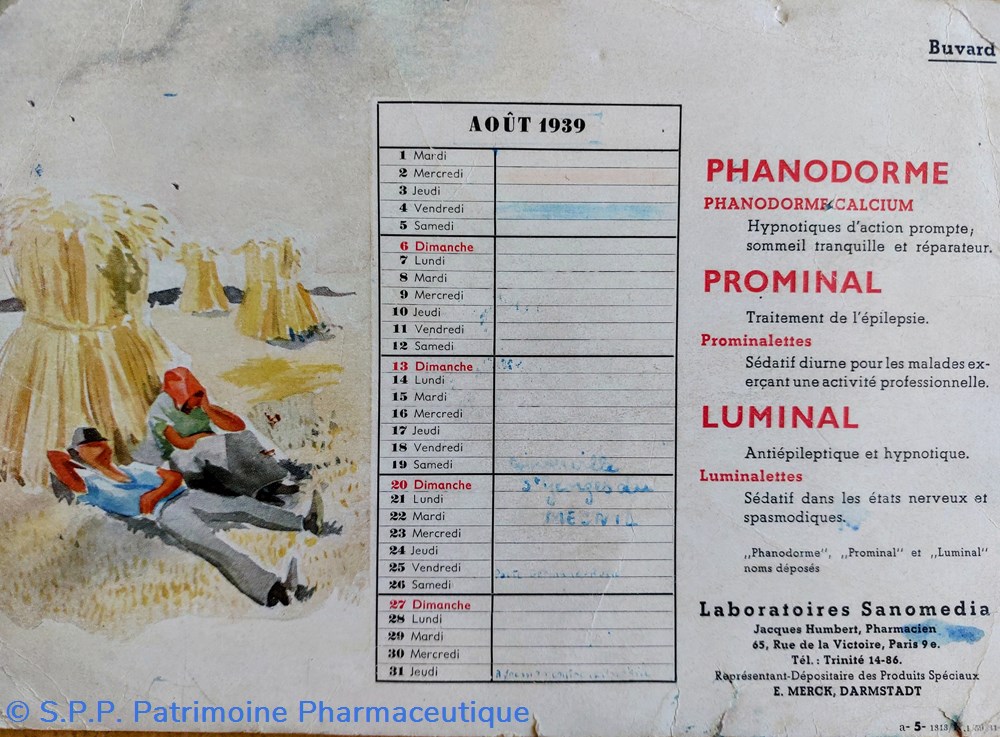 Buvard
AOÛT 1939
1 Mardi
2 Mercredi
3 Jeudi
4 Vendredi
5 Samedi
6 Dimanche
7 Lundi
8 Mardi
9 Mercredi
10 Jeudi
11 Vendredi
12 Samedi
13 Dimanche
14 Lundi
15 Mardi
16 Mercredi
17 Jeudi
18 Vendredi
19 Samedi
20 Dimanche
21 Lundi
22 Mardi
23 Mercredi
24 Jeudi
25 Vendredi
26 Samedi
27 Dimanche
28 Lundi
29 Mardi
30 Mercredi
31 Jeudi
PHANODORME
PHANODORME-CALCIUM
Hypnotiques d'action prompte;
sommeil tranquille et réparateur.
PROMINAL
Traitement de l'épilepsie.
Prominalettes
Sédatif diurne pour les malades ex-
erçant une activité professionnelle.
LUMINAL
Antiépileptique et hypnotique.
Luminalettes
Sédatif dans les états nerveux et
spasmodiques.
„Phanodorme", „Prominal" et „Luminal"
noms déposés
Laboratoires Sanomedia
Jacques Humbert, Pharmacien
65, Rue de la Victoire, Paris 9e.
Tél.: Trinité 14-86.
Représentant-Dépositaire des Produits Spéciaux
E. MERCK, DARMSTADT
a- 5-
© S.P.P. Patrimoine Pharmaceutique